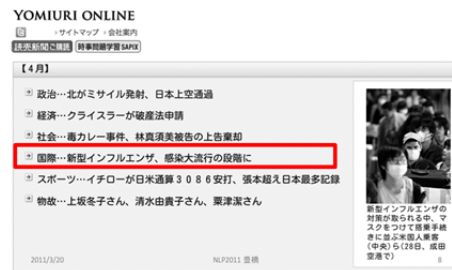 YOMIURI ONLINE
›サイトマップ ›会社案内
読売新聞ご購読 時事問題学習SAPIX
【4月】
政治…北がミサイル発射、日本上空通過
経済…クライスラーが破産法申請
社会…毒カレー事件、林真須美被告の上告棄却
国際…新型インフルエンザ、感染大流行の段階に
スポーツ…イチローが日米通算3086安打、張本超え日本最多記録
物故…上坂冬子さん、清水由貴子さん、粟津潔さん
新型インフルエンザの
対策が取られる中、マ
スクをつけて搭乗手続
きに並ぶ米国人乗客
(中央)ら(28日、成田
空港で)
2011/3/20 NLP2011 豊橋 8